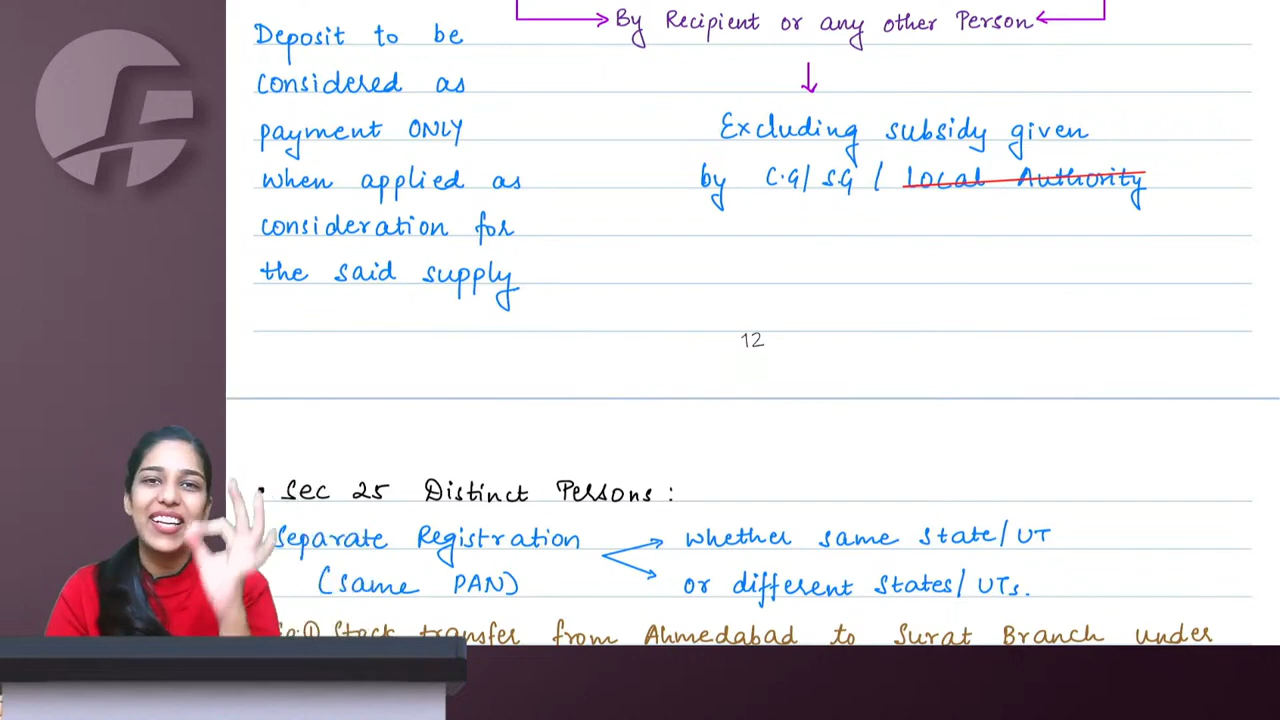 By Recipient or any other Person
Deposit to be
considered as
payment ONLY
when applied as
consideration for
the said supply
Excluding subsidy given
by C.G/ S.G / Local Authority
12
• Sec 25 Distinct Persons :
Separate Registration
(same PAN)
whether same State/UT
or different States/UTs.
Stock transfer from Ahmedabad to Surat Branch under